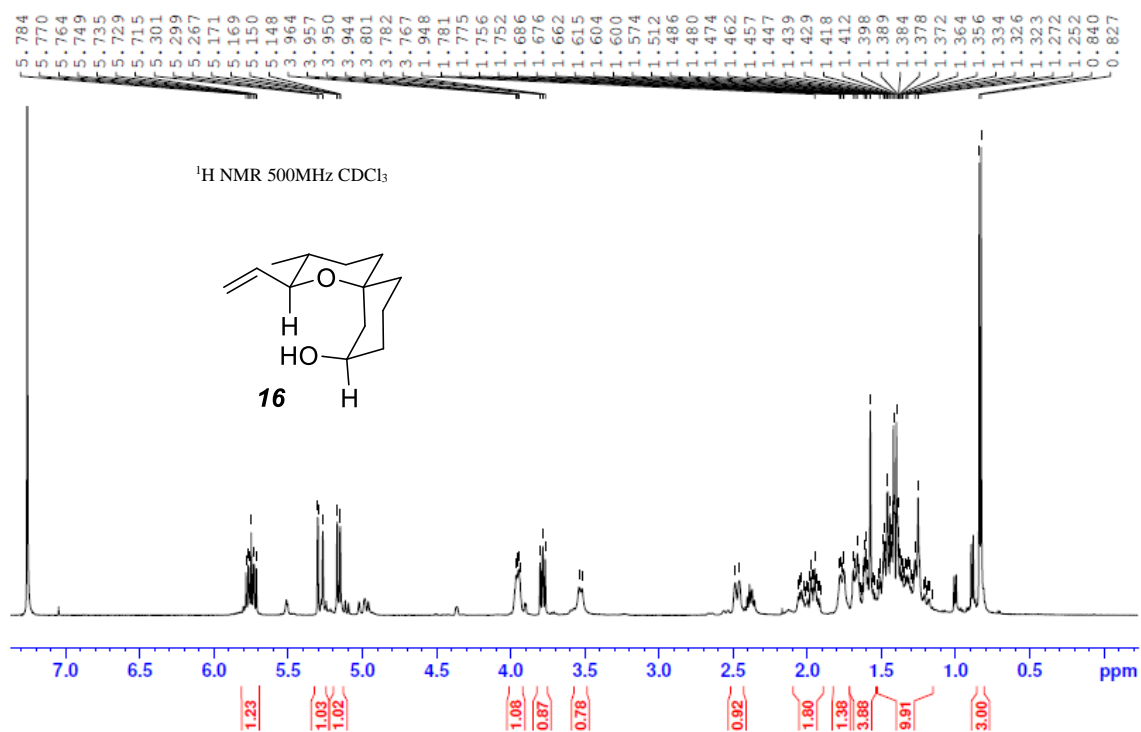 5.784 5.770 5.764 5.749 5.735 5.729 5.715 5.301 5.299 5.267 5.171 5.169 5.150 5.148 3.964 3.957 3.950 3.944 3.801 3.782 3.767 1.948 1.781 1.775 1.756 1.752 1.686 1.676 1.662 1.615 1.604 1.600 1.574 1.512 1.486 1.480 1.474 1.462 1.457 1.447 1.439 1.429 1.418 1.412 1.398 1.389 1.384 1.378 1.372 1.364 1.356 1.334 1.326 1.323 1.272 1.252 0.840 0.827
¹H NMR 500MHz CDCl₃
O
H
HO
16
H
7.0 6.5 6.0 5.5 5.0 4.5 4.0 3.5 3.0 2.5 2.0 1.5 1.0 0.5 ppm
1.23 1.03 1.02 1.08 0.87 0.78 0.92 1.80 1.38 3.88 9.91 3.00